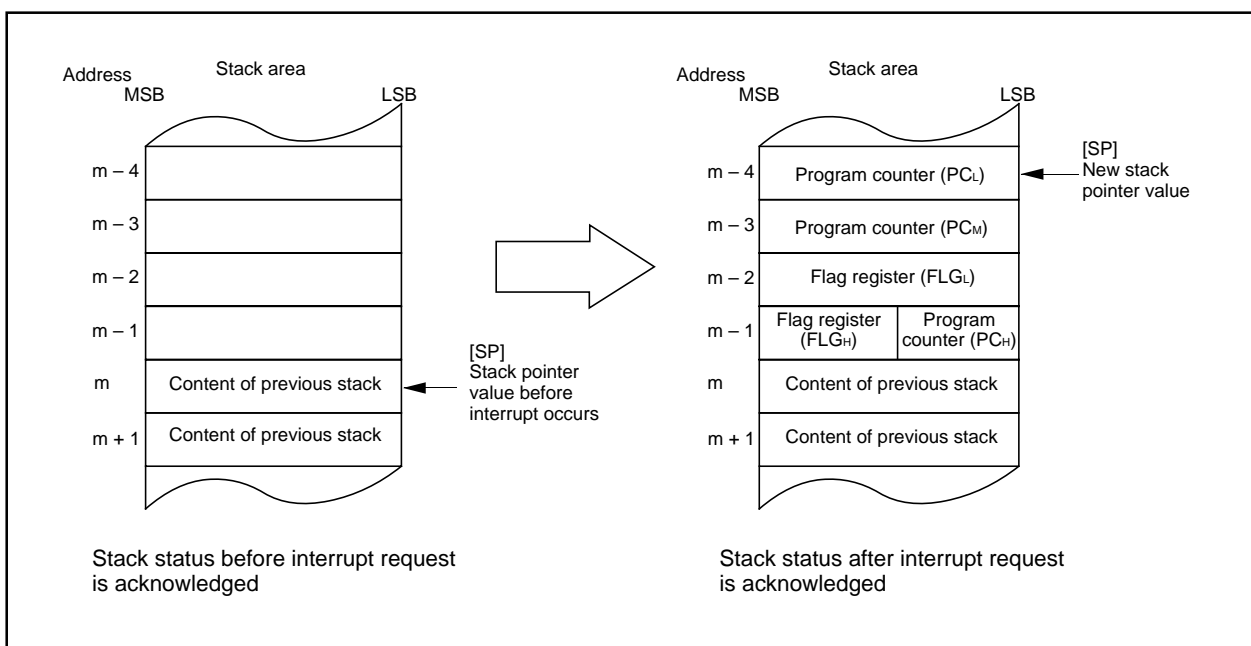 Address
Stack area
MSB
LSB
m – 4
m – 3
m – 2
m – 1
m
Content of previous stack
m + 1
Content of previous stack
[SP]
Stack pointer
value before
interrupt occurs
Stack status before interrupt request
is acknowledged
Address
Stack area
MSB
LSB
m – 4
Program counter (PCL)
[SP]
New stack
pointer value
m – 3
Program counter (PCM)
m – 2
Flag register (FLGL)
m – 1
Flag register
(FLGH)
Program
counter (PCH)
m
Content of previous stack
m + 1
Content of previous stack
Stack status after interrupt request
is acknowledged